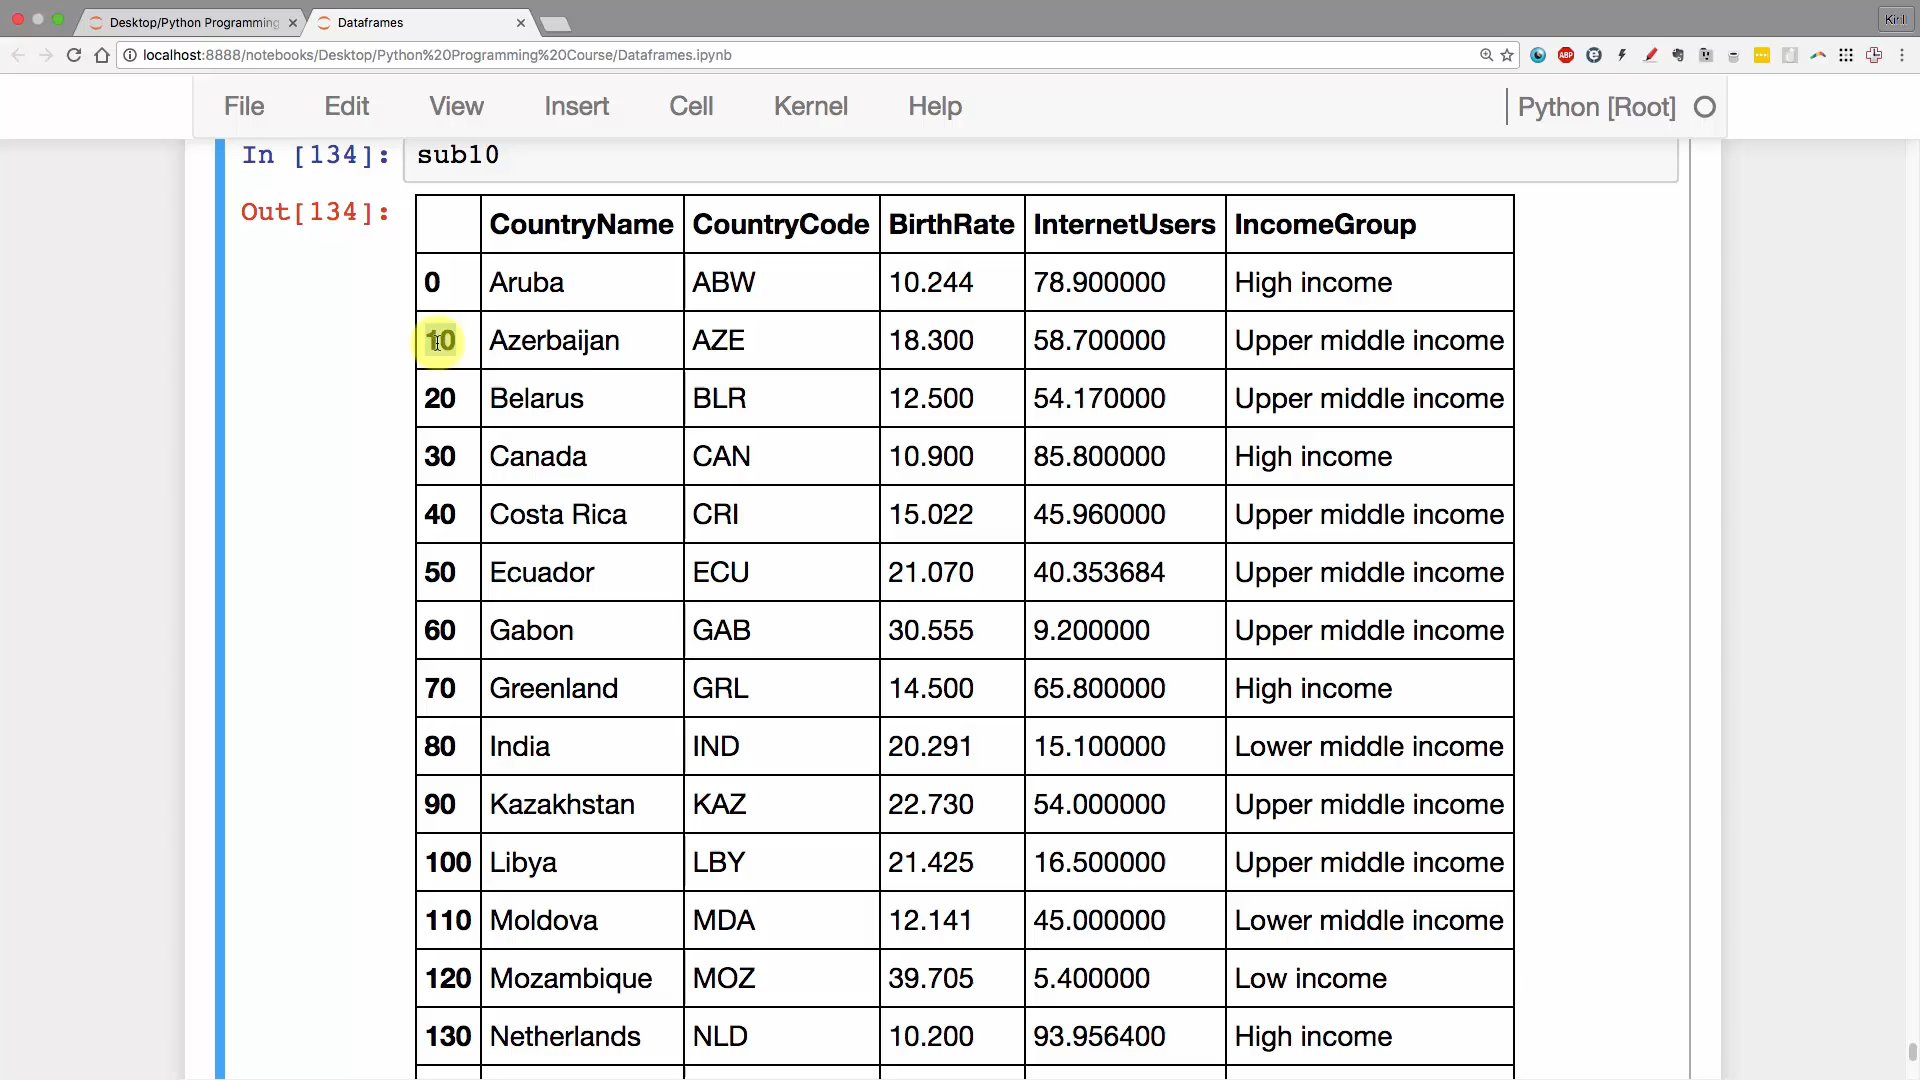 Desktop/Python Programming
Dataframes
Kirill
localhost:8888/notebooks/Desktop/Python%20Programming%20Course/Dataframes.ipynb
ABP
File Edit View Insert Cell Kernel Help Python [Root]
In [134]: sub10
Out[134]:
CountryName CountryCode BirthRate InternetUsers IncomeGroup
0 Aruba ABW 10.244 78.900000 High income
10 Azerbaijan AZE 18.300 58.700000 Upper middle income
20 Belarus BLR 12.500 54.170000 Upper middle income
30 Canada CAN 10.900 85.800000 High income
40 Costa Rica CRI 15.022 45.960000 Upper middle income
50 Ecuador ECU 21.070 40.353684 Upper middle income
60 Gabon GAB 30.555 9.200000 Upper middle income
70 Greenland GRL 14.500 65.800000 High income
80 India IND 20.291 15.100000 Lower middle income
90 Kazakhstan KAZ 22.730 54.000000 Upper middle income
100 Libya LBY 21.425 16.500000 Upper middle income
110 Moldova MDA 12.141 45.000000 Lower middle income
120 Mozambique MOZ 39.705 5.400000 Low income
130 Netherlands NLD 10.200 93.956400 High income